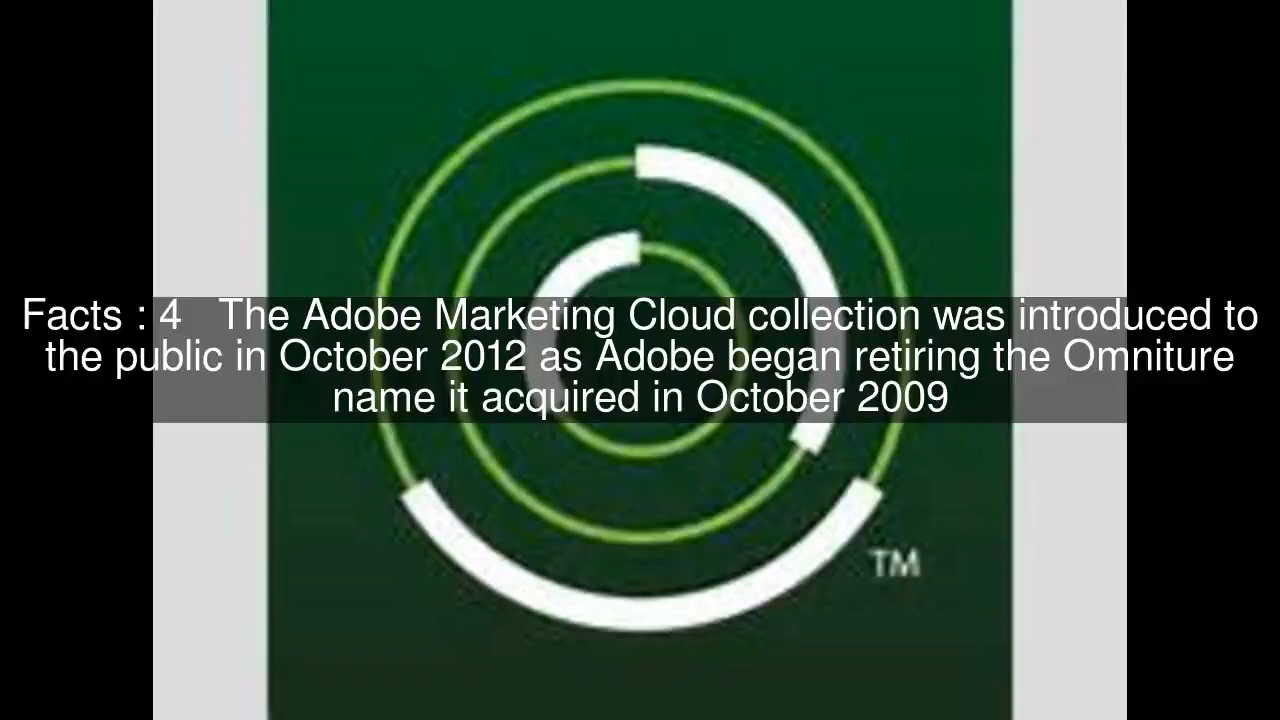 Facts : 4 The Adobe Marketing Cloud collection was introduced to
the public in October 2012 as Adobe began retiring the Omniture
name it acquired in October 2009
TM